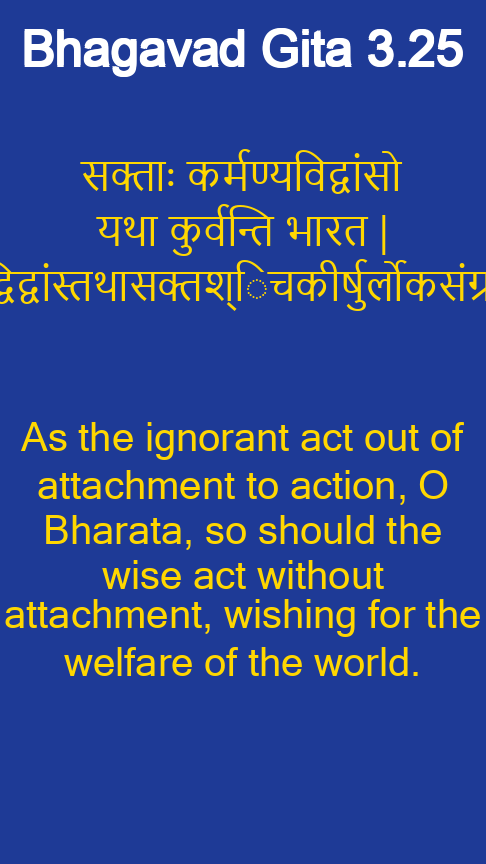 Bhagavad Gita 3.25
सक्ताः कर्मण्यविद्वांसो
यथा कुर्वन्ति भारत |
द्विद्वांस्तथासक्तश्िचकीर्षुर्लोकसंग्र
As the ignorant act out of
attachment to action, O
Bharata, so should the
wise act without
attachment, wishing for the
welfare of the world.